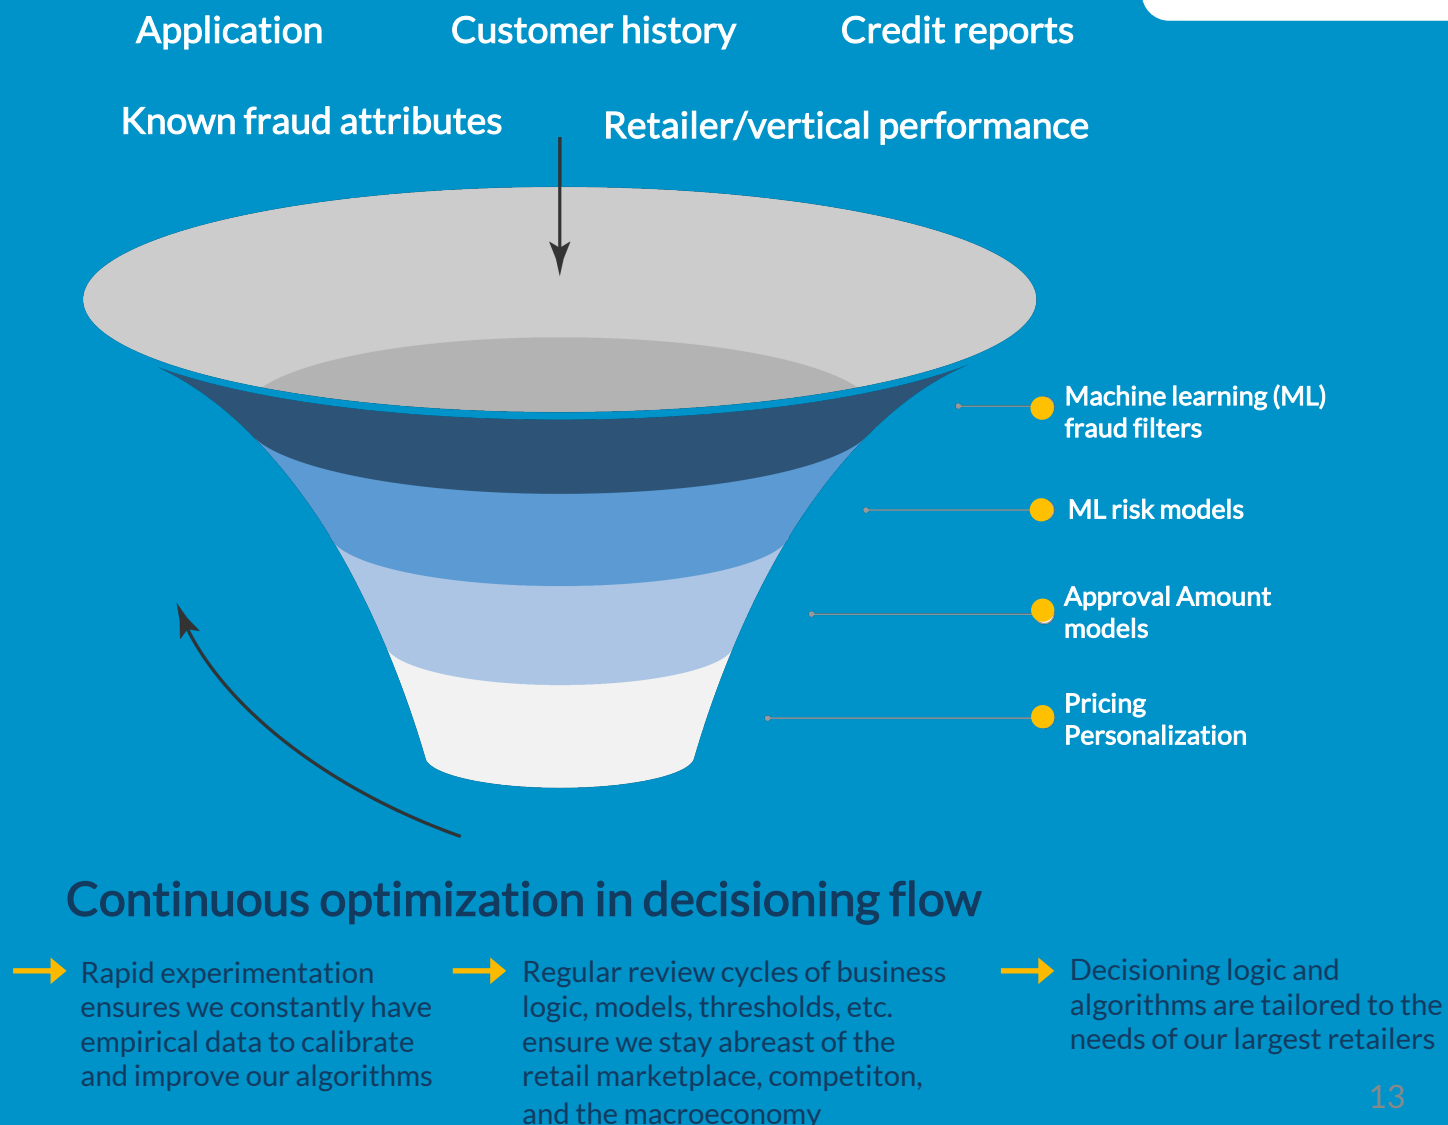 Application
Customer history
Credit reports
Known fraud attributes
Retailer/vertical performance
Machine learning (ML)
fraud filters
ML risk models
Approval Amount
models
Pricing
Personalization
Continuous optimization in decisioning flow
Rapid experimentation
ensures we constantly have
empirical data to calibrate
and improve our algorithms
Regular review cycles of business
logic, models, thresholds, etc.
ensure we stay abreast of the
retail marketplace, competiton,
and the macroeconomy
Decisioning logic and
algorithms are tailored to the
needs of our largest retailers
13